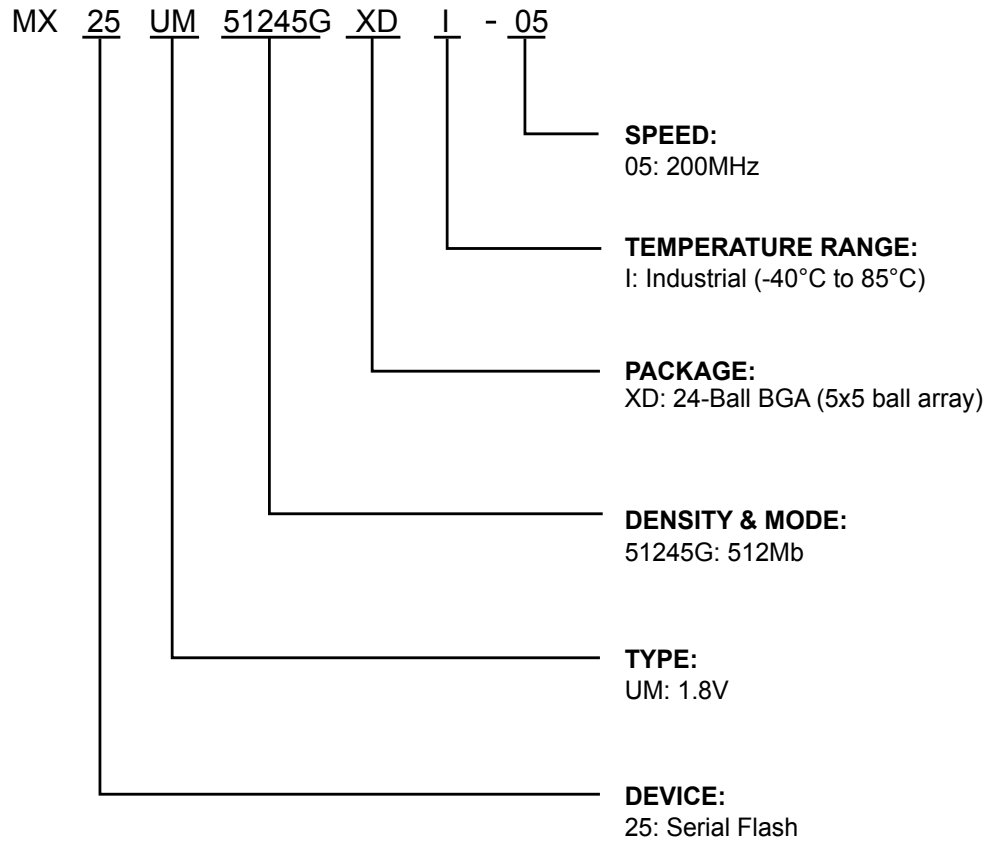 MX 25 UM 51245G XD I - 05
SPEED:
05: 200MHz
TEMPERATURE RANGE:
I: Industrial (-40°C to 85°C)
PACKAGE:
XD: 24-Ball BGA (5x5 ball array)
DENSITY & MODE:
51245G: 512Mb
TYPE:
UM: 1.8V
DEVICE:
25: Serial Flash